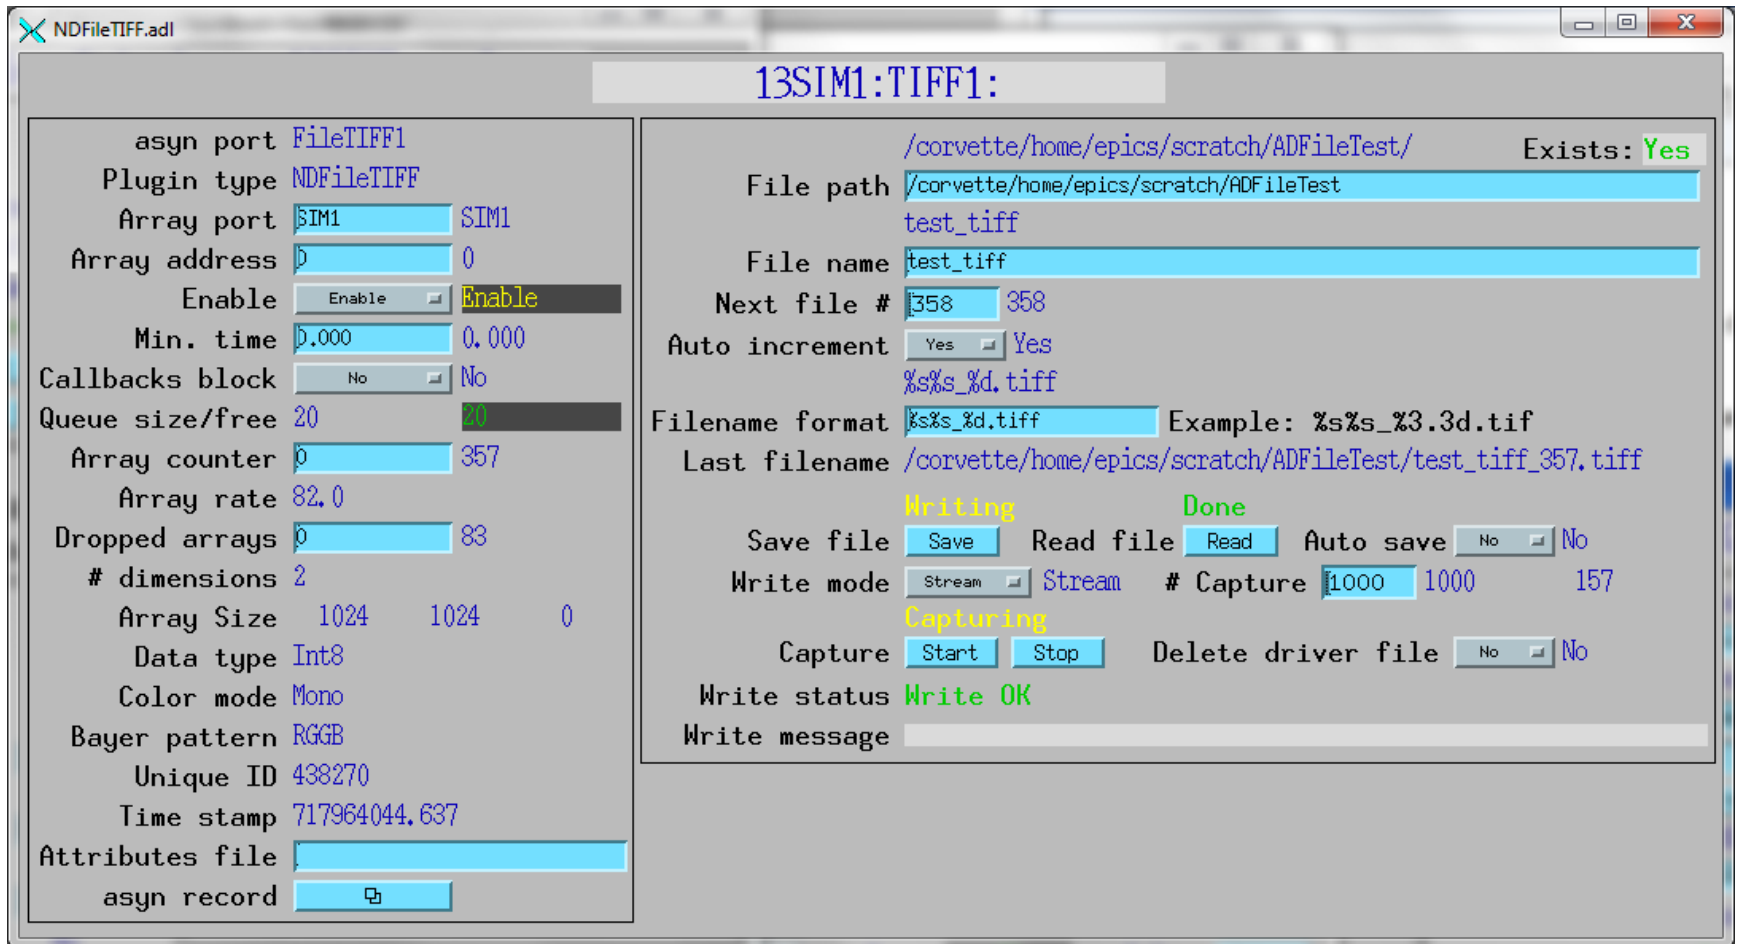 NDFileTIFF.adl
13SIM1:TIFF1:
asyn port FileTIFF1
Plugin type NDFileTIFF
Array port SIM1 SIM1
Array address 0 0
Enable Enable Enable
Min. time 0.000 0.000
Callbacks block No No
Queue size/free 20 20
Array counter 0 357
Array rate 82.0
Dropped arrays 0 83
# dimensions 2
Array Size 1024 1024 0
Data type Int8
Color mode Mono
Bayer pattern RGGB
Unique ID 438270
Time stamp 717964044.637
Attributes file
asyn record
/corvette/home/epics/scratch/ADFileTest/ Exists: Yes
File path /corvette/home/epics/scratch/ADFileTest
test_tiff
File name test_tiff
Next file # 358 358
Auto increment Yes Yes
%s%s_%d.tiff
Filename format %s%s_%d.tiff Example: %s%s_%3.3d.tif
Last filename /corvette/home/epics/scratch/ADFileTest/test_tiff_357.tiff
Writing Done
Save file Save Read file Read Auto save No No
Write mode Stream Stream # Capture 1000 1000 157
Capturing
Capture Start Stop Delete driver file No No
Write status Write OK
Write message